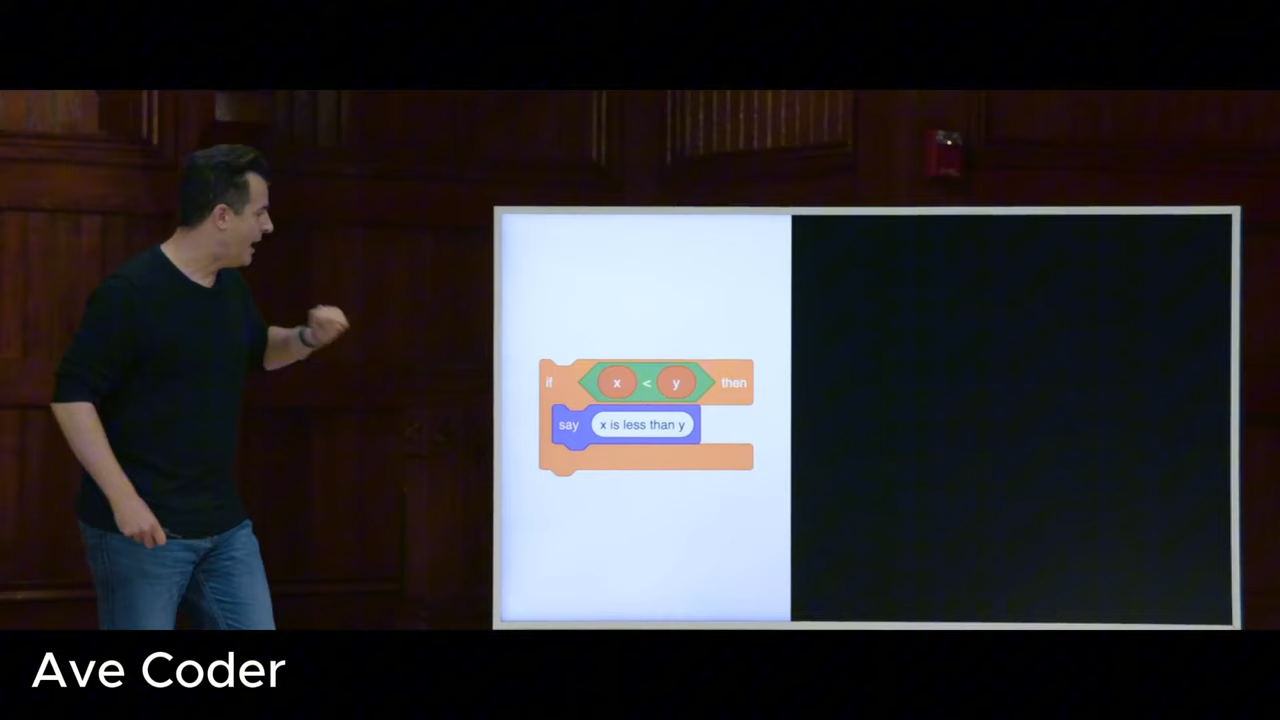 if x < y then
say x is less than y
Ave Coder